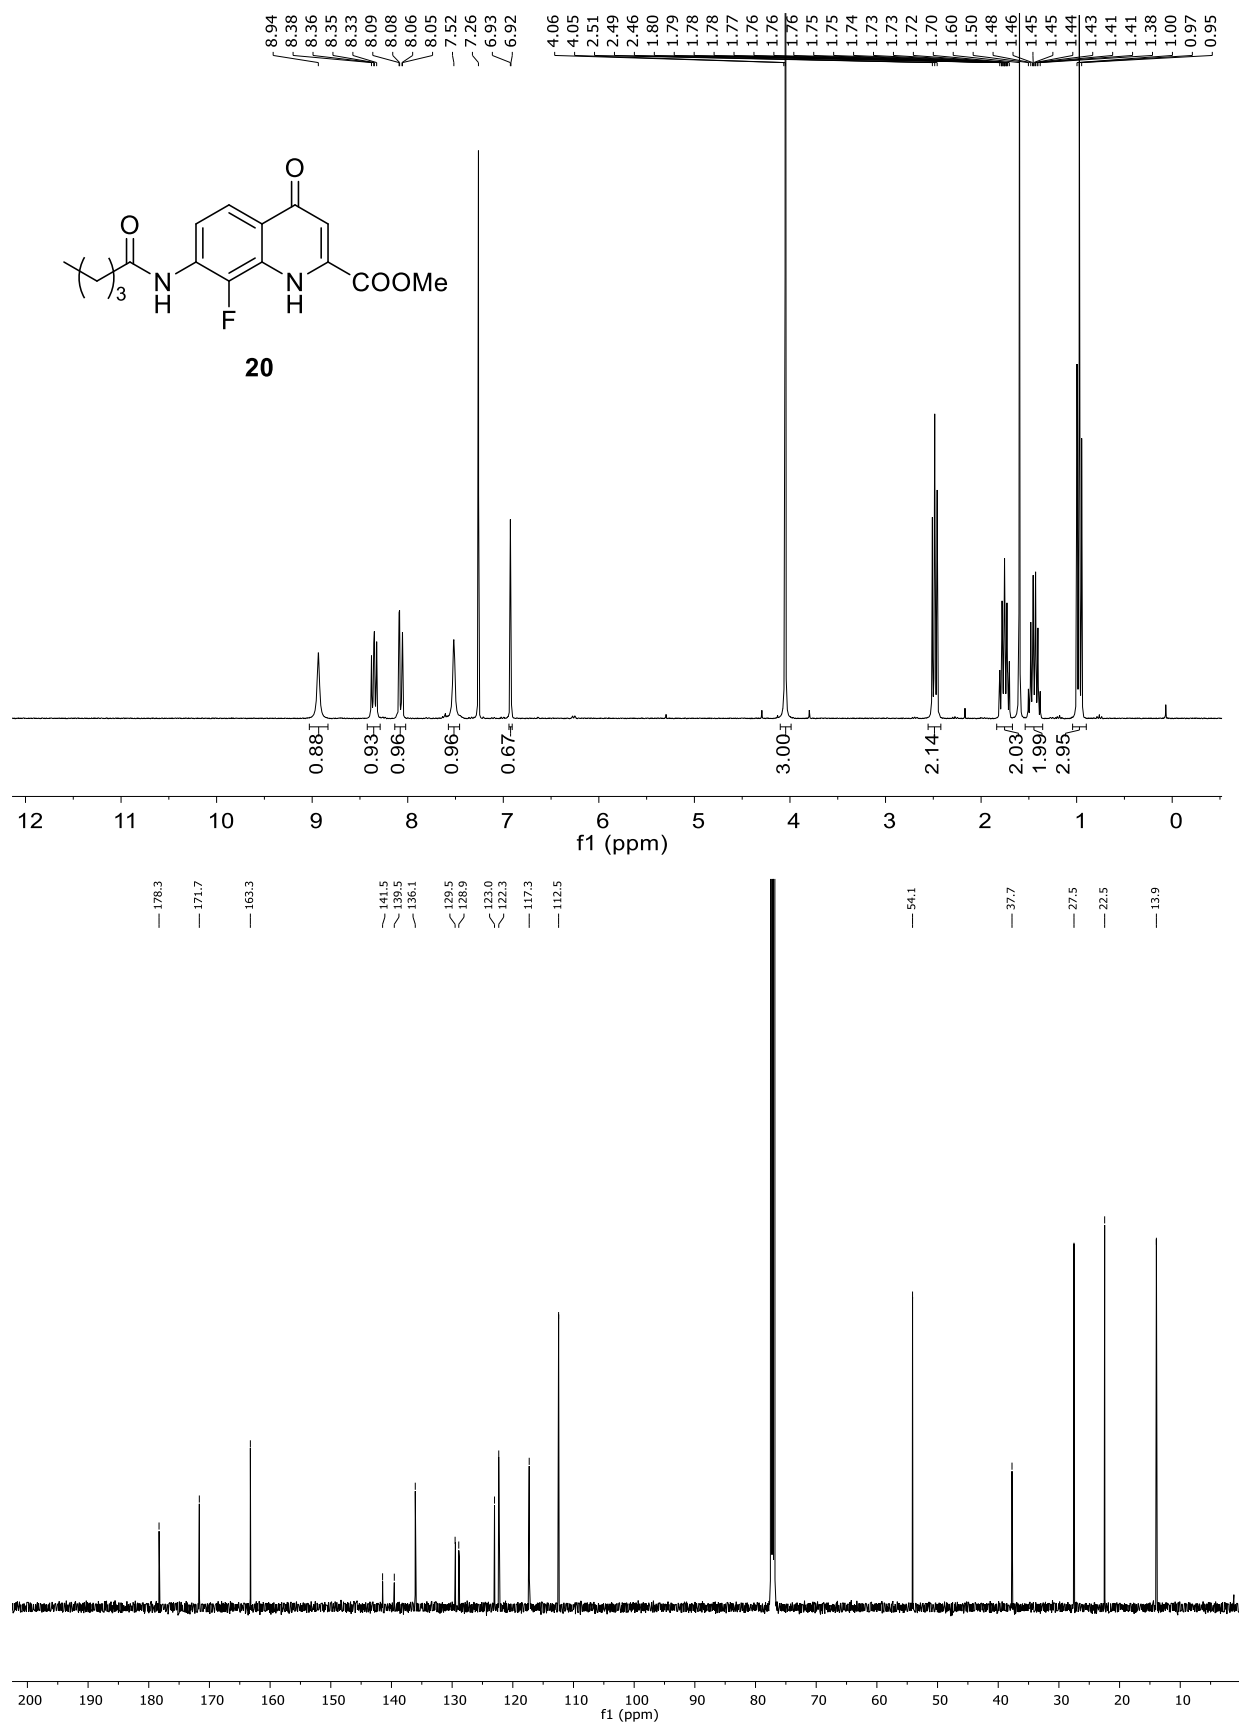 8.94 8.38 8.36 8.35 8.33 8.09 8.08 8.06 8.05 7.52 7.26 6.93 6.92 4.06 4.05 2.51 2.49 2.46 1.80 1.79 1.78 1.78 1.77 1.76 1.76 1.76 1.75 1.75 1.74 1.73 1.73 1.72 1.70 1.60 1.50 1.48 1.46 1.45 1.45 1.44 1.43 1.41 1.41 1.38 1.00 0.97 0.95
O
O
N
H
3
F
N
H
COOMe
20
0.88 0.93 0.96 0.96 0.67 3.00 2.14 2.03 1.99 2.95
12 11 10 9 8 7 6 5 4 3 2 1 0
f1 (ppm)
178.3 171.7 163.3 141.5 139.5 136.1 129.5 128.9 123.0 122.3 117.3 112.5 54.1 37.7 27.5 22.5 13.9
200 190 180 170 160 150 140 130 120 110 100 90 80 70 60 50 40 30 20 10
f1 (ppm)